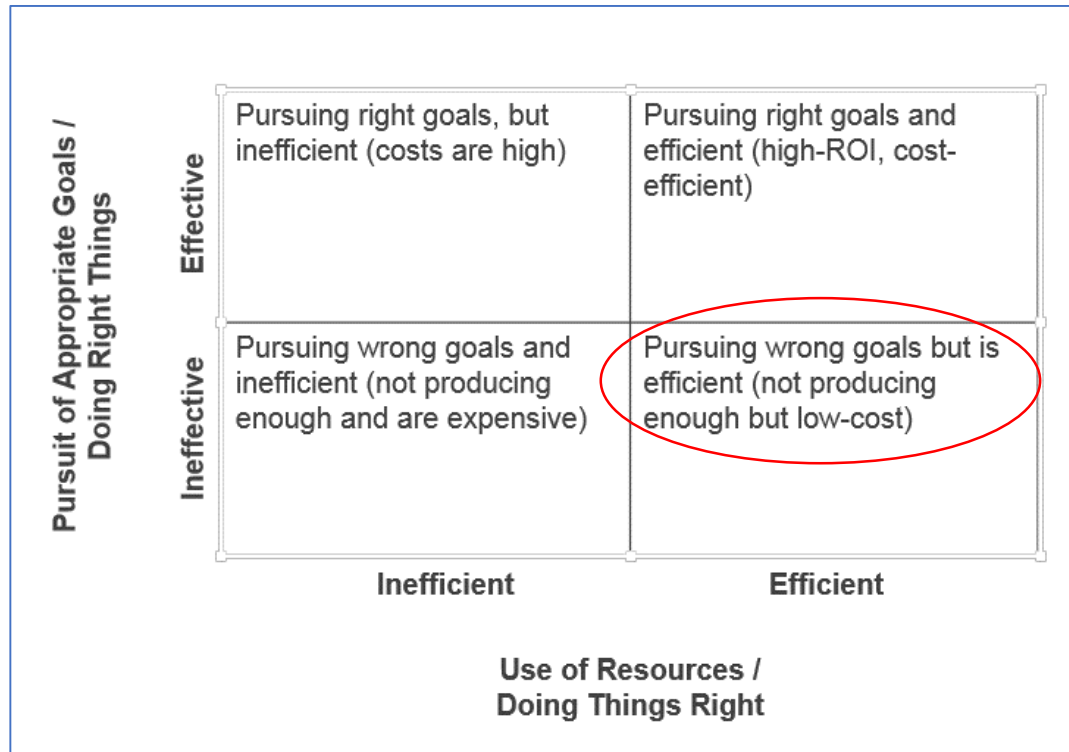 Pursuit of Appropriate Goals /
Doing Right Things
Effective
Pursuing right goals, but
inefficient (costs are high)
Pursuing right goals and
efficient (high-ROI, cost-
efficient)
Ineffective
Pursuing wrong goals and
inefficient (not producing
enough and are expensive)
Pursuing wrong goals but is
efficient (not producing
enough but low-cost)
Inefficient
Efficient
Use of Resources /
Doing Things Right